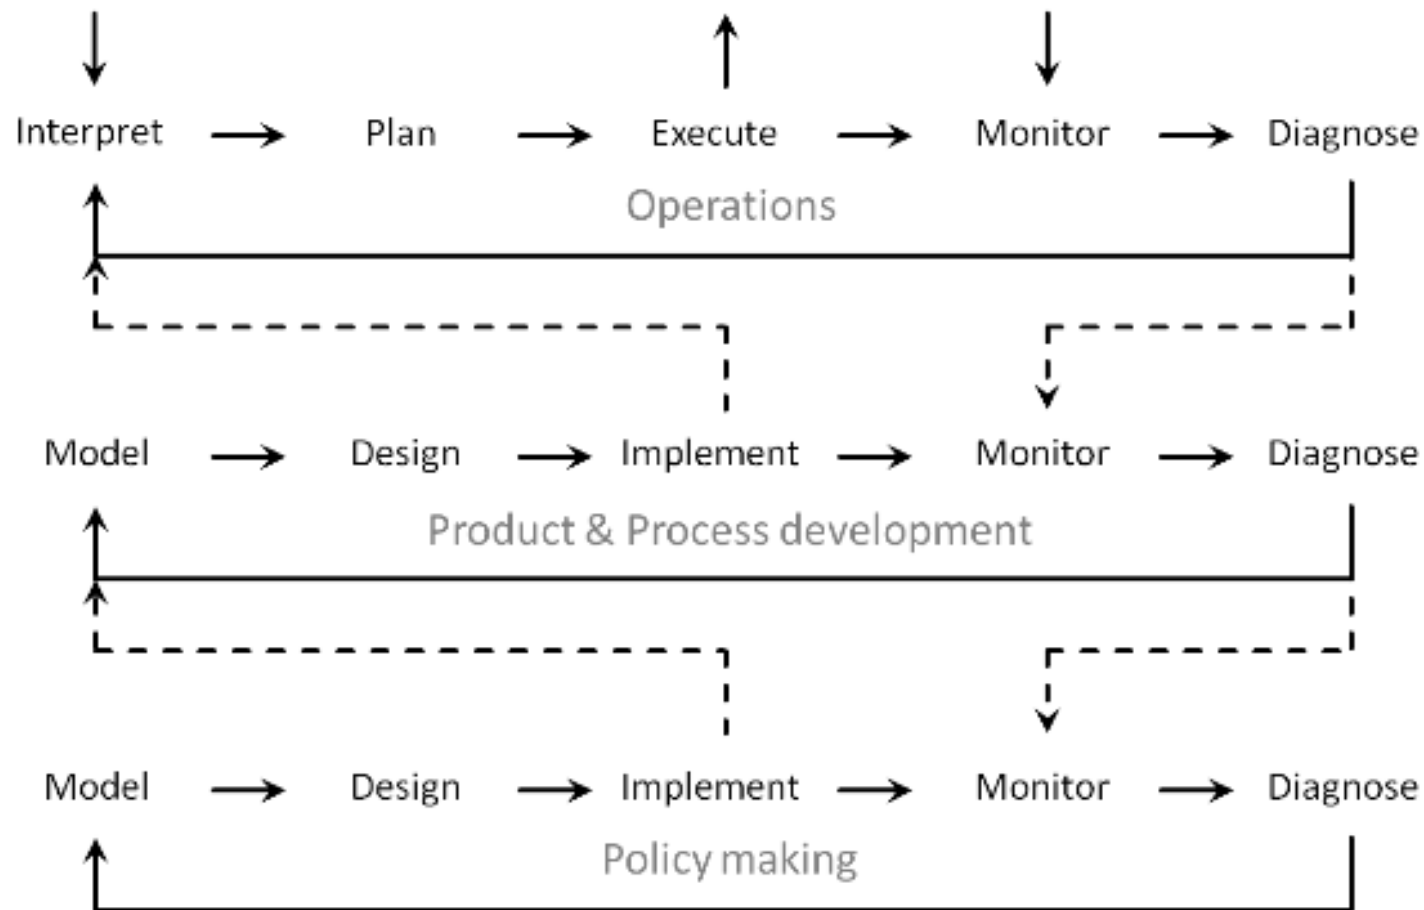 Interpret Plan Execute Monitor Diagnose
Operations
Model Design Implement Monitor Diagnose
Product & Process development
Model Design Implement Monitor Diagnose
Policy making